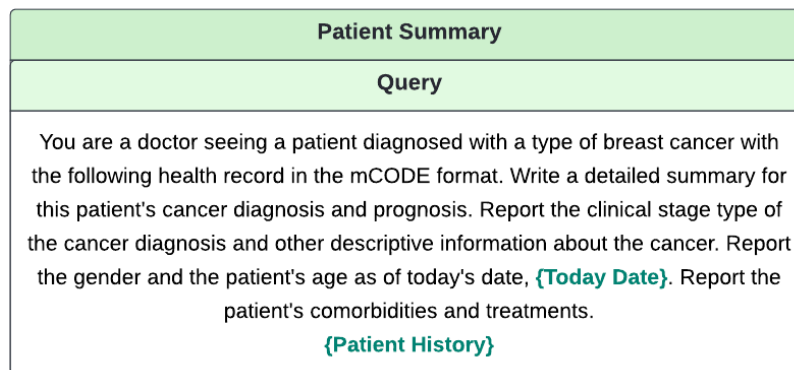 Patient Summary
Query
You are a doctor seeing a patient diagnosed with a type of breast cancer with
the following health record in the mCODE format. Write a detailed summary for
this patient's cancer diagnosis and prognosis. Report the clinical stage type of
the cancer diagnosis and other descriptive information about the cancer. Report
the gender and the patient's age as of today's date, {Today Date}. Report the
patient's comorbidities and treatments.
{Patient History}